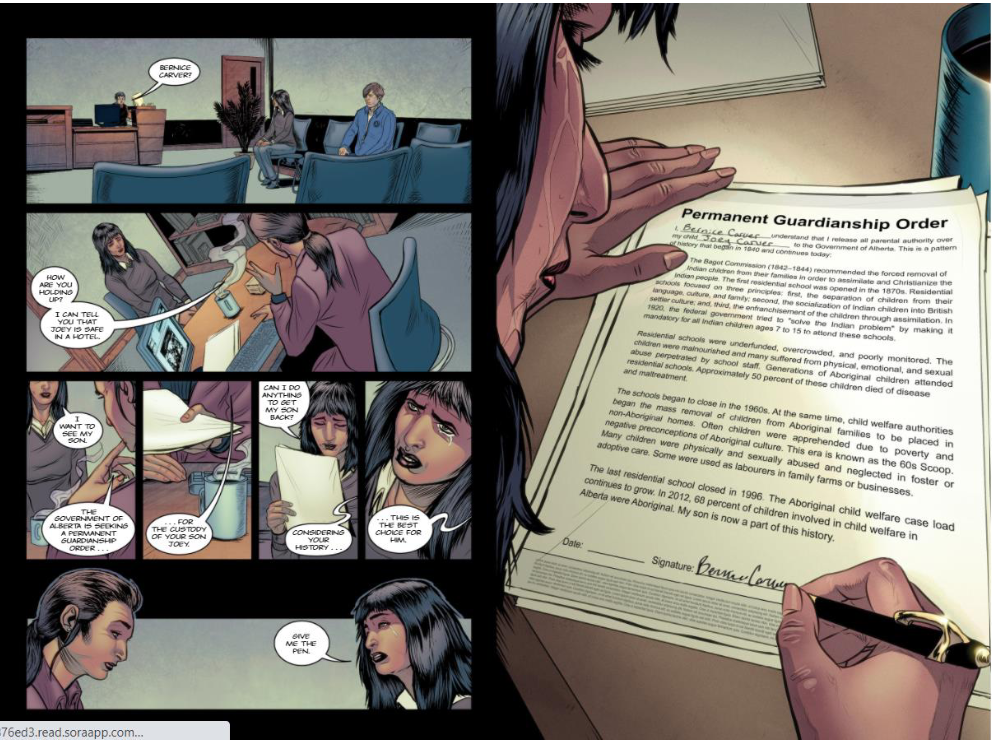 BERNICE
CARVER?
HOW
ARE YOU
HOLDING
UP?
I CAN TELL
YOU THAT
JOEY IS SAFE
IN A HOTEL.
I
WANT TO
SEE MY
SON.
THE
GOVERNMENT OF
ALBERTA IS SEEKING
A PERMANENT
GUARDIANSHIP
ORDER . . .
. . . FOR
THE CUSTODY
OF YOUR SON
JOEY.
CAN I DO
ANYTHING
TO GET
MY SON
BACK?
CONSIDERING
YOUR
HISTORY . . .
. . . THIS IS
THE BEST
CHOICE FOR
HIM.
GIVE
ME THE
PEN.
Permanent Guardianship Order
I, Bernice Carver understand that I release all parental authority over
my child Joey Carver to the Government of Alberta. This is a pattern
of history that began in 1840 and continues today:
The Baget Commission (1842–1844) recommended the forced removal of
Indian children from their families in order to assimilate and Christianize the
Indian people. The first residential school was opened in the 1870s. Residential
schools focused on three principles: first, the separation of children from their
language, culture, and family; second, the socialization of Indian children into British
settler culture; and, third, the enfranchisement of the children through assimilation. In
1920, the federal government tried to "solve the Indian problem" by making it
mandatory for all Indian children ages 7 to 15 to attend these schools.
Residential schools were underfunded, overcrowded, and poorly monitored. The
children were malnourished and many suffered from physical, emotional, and sexual
abuse perpetrated by school staff. Generations of Aboriginal children attended
residential schools. Approximately 50 percent of these children died of disease
and maltreatment.
The schools began to close in the 1960s. At the same time, child welfare authorities
began the mass removal of children from Aboriginal families to be placed in
non-Aboriginal homes. Often children were apprehended due to poverty and
negative preconceptions of Aboriginal culture. This era is known as the 60s Scoop.
Many children were physically and sexually abused and neglected in foster or
adoptive care. Some were used as labourers in family farms or businesses.
The last residential school closed in 1996. The Aboriginal child welfare case load
continues to grow. In 2012, 68 percent of children involved in child welfare in
Alberta were Aboriginal. My son is now a part of this history.
Date:
Signature: Bernice Carver
376ed3.read.soraapp.com...